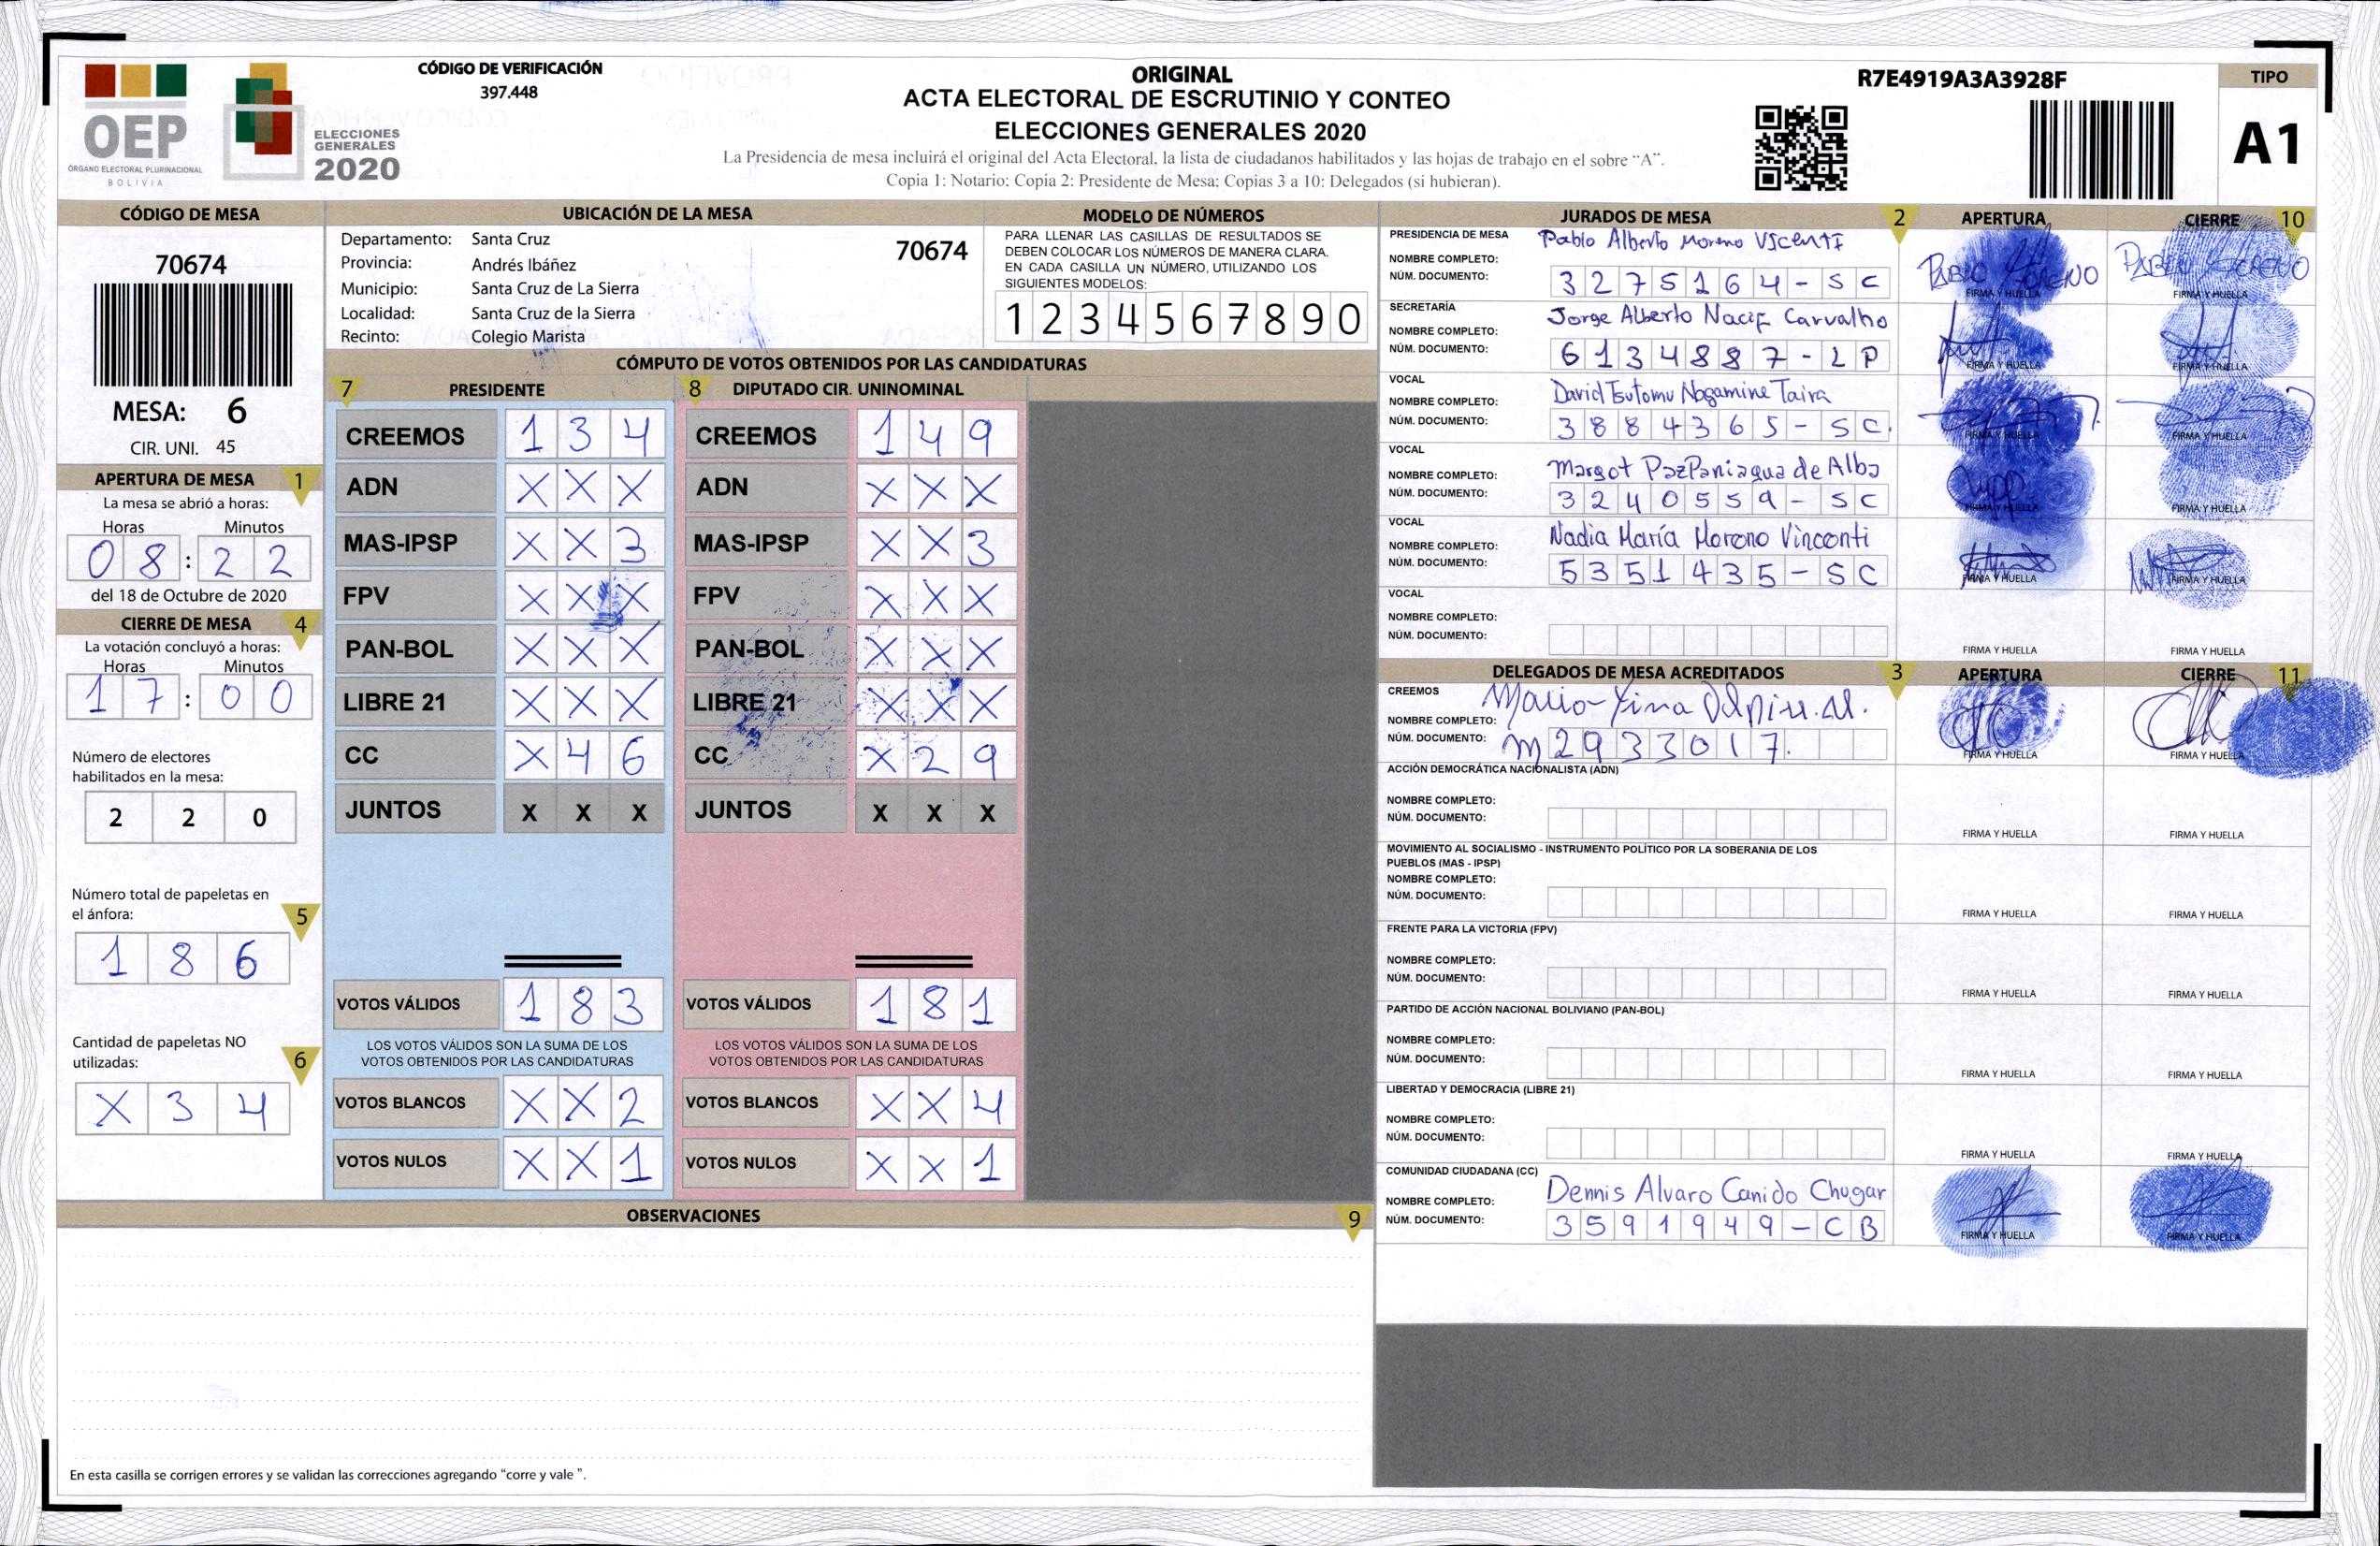 OEP
ÓRGANO ELECTORAL PLURINACIONAL
BOLIVIA
ELECCIONES
GENERALES
2020
CÓDIGO DE VERIFICACIÓN
397.448
ORIGINAL
ACTA ELECTORAL DE ESCRUTINIO Y CONTEO
ELECCIONES GENERALES 2020
La Presidencia de mesa incluirá el original del Acta Electoral, la lista de ciudadanos habilitados y las hojas de trabajo en el sobre "A".
Copia 1: Notario; Copia 2: Presidente de Mesa; Copias 3 a 10: Delegados (si hubieran).
R7E4919A3A3928F
TIPO
A1
CÓDIGO DE MESA
70674
MESA: 6
CIR. UNI. 45
APERTURA DE MESA 1
La mesa se abrió a horas:
Horas Minutos
08:22
del 18 de Octubre de 2020
CIERRE DE MESA 4
La votación concluyó a horas:
Horas Minutos
17:00
Número de electores
habilitados en la mesa:
2 2 0
Número total de papeletas en
el ánfora: 5
1 8 6
Cantidad de papeletas NO
utilizadas: 6
X 3 4
UBICACIÓN DE LA MESA
Departamento: Santa Cruz 70674
Provincia: Andrés Ibáñez
Municipio: Santa Cruz de La Sierra
Localidad: Santa Cruz de la Sierra
Recinto: Colegio Marista
MODELO DE NÚMEROS
PARA LLENAR LAS CASILLAS DE RESULTADOS SE
DEBEN COLOCAR LOS NÚMEROS DE MANERA CLARA.
EN CADA CASILLA UN NÚMERO, UTILIZANDO LOS
SIGUIENTES MODELOS:
1 2 3 4 5 6 7 8 9 0
CÓMPUTO DE VOTOS OBTENIDOS POR LAS CANDIDATURAS
7 PRESIDENTE
CREEMOS 1 3 4
ADN X X X
MAS-IPSP X X 3
FPV X X X
PAN-BOL X X X
LIBRE 21 X X X
CC X 4 6
JUNTOS X X X
VOTOS VÁLIDOS 1 8 3
LOS VOTOS VÁLIDOS SON LA SUMA DE LOS
VOTOS OBTENIDOS POR LAS CANDIDATURAS
VOTOS BLANCOS X X 2
VOTOS NULOS X X 1
8 DIPUTADO CIR. UNINOMINAL
CREEMOS 1 4 9
ADN X X X
MAS-IPSP X X 3
FPV X X X
PAN-BOL X X X
LIBRE 21 X X X
CC X 2 9
JUNTOS X X X
VOTOS VÁLIDOS 1 8 1
LOS VOTOS VÁLIDOS SON LA SUMA DE LOS
VOTOS OBTENIDOS POR LAS CANDIDATURAS
VOTOS BLANCOS X X 4
VOTOS NULOS X X 1
OBSERVACIONES 9
En esta casilla se corrigen errores y se validan las correcciones agregando "corre y vale ".
JURADOS DE MESA 2 APERTURA CIERRE 10
PRESIDENCIA DE MESA Pablo Alberto Moreno
NOMBRE COMPLETO:
NÚM. DOCUMENTO: 3275164-SC
FIRMA Y HUELLA FIRMA Y HUELLA
SECRETARÍA Jorge Alberto Nacif Carvalho
NOMBRE COMPLETO:
NÚM. DOCUMENTO: 6134887-LP
FIRMA Y HUELLA FIRMA Y HUELLA
VOCAL David Tsutomu Nagamine Taira
NOMBRE COMPLETO:
NÚM. DOCUMENTO: 3884365-SC.
FIRMA Y HUELLA FIRMA Y HUELLA
VOCAL
NOMBRE COMPLETO: Margot Paz Paniagua de Alba
NÚM. DOCUMENTO: 3240559-SC
FIRMA Y HUELLA FIRMA Y HUELLA
VOCAL
NOMBRE COMPLETO: Nadia María Moreno Vincenti
NÚM. DOCUMENTO: 5351435-SC
FIRMA Y HUELLA FIRMA Y HUELLA
VOCAL
NOMBRE COMPLETO:
NÚM. DOCUMENTO:
FIRMA Y HUELLA FIRMA Y HUELLA
DELEGADOS DE MESA ACREDITADOS 3 APERTURA CIERRE 11
CREEMOS
NOMBRE COMPLETO:
NÚM. DOCUMENTO: 2933017.
FIRMA Y HUELLA FIRMA Y HUELLA
ACCIÓN DEMOCRÁTICA NACIONALISTA (ADN)
NOMBRE COMPLETO:
NÚM. DOCUMENTO:
FIRMA Y HUELLA FIRMA Y HUELLA
MOVIMIENTO AL SOCIALISMO - INSTRUMENTO POLÍTICO POR LA SOBERANIA DE LOS
PUEBLOS (MAS - IPSP)
NOMBRE COMPLETO:
NÚM. DOCUMENTO:
FIRMA Y HUELLA FIRMA Y HUELLA
FRENTE PARA LA VICTORIA (FPV)
NOMBRE COMPLETO:
NÚM. DOCUMENTO:
FIRMA Y HUELLA FIRMA Y HUELLA
PARTIDO DE ACCIÓN NACIONAL BOLIVIANO (PAN-BOL)
NOMBRE COMPLETO:
NÚM. DOCUMENTO:
FIRMA Y HUELLA FIRMA Y HUELLA
LIBERTAD Y DEMOCRACIA (LIBRE 21)
NOMBRE COMPLETO:
NÚM. DOCUMENTO:
FIRMA Y HUELLA FIRMA Y HUELLA
COMUNIDAD CIUDADANA (CC)
NOMBRE COMPLETO: Dennis Alvaro Canido Chugar
NÚM. DOCUMENTO: 3591949-CB
FIRMA Y HUELLA FIRMA Y HUELLA